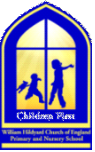 Children First
William Hildyard Church of England
Primary and Nursery School